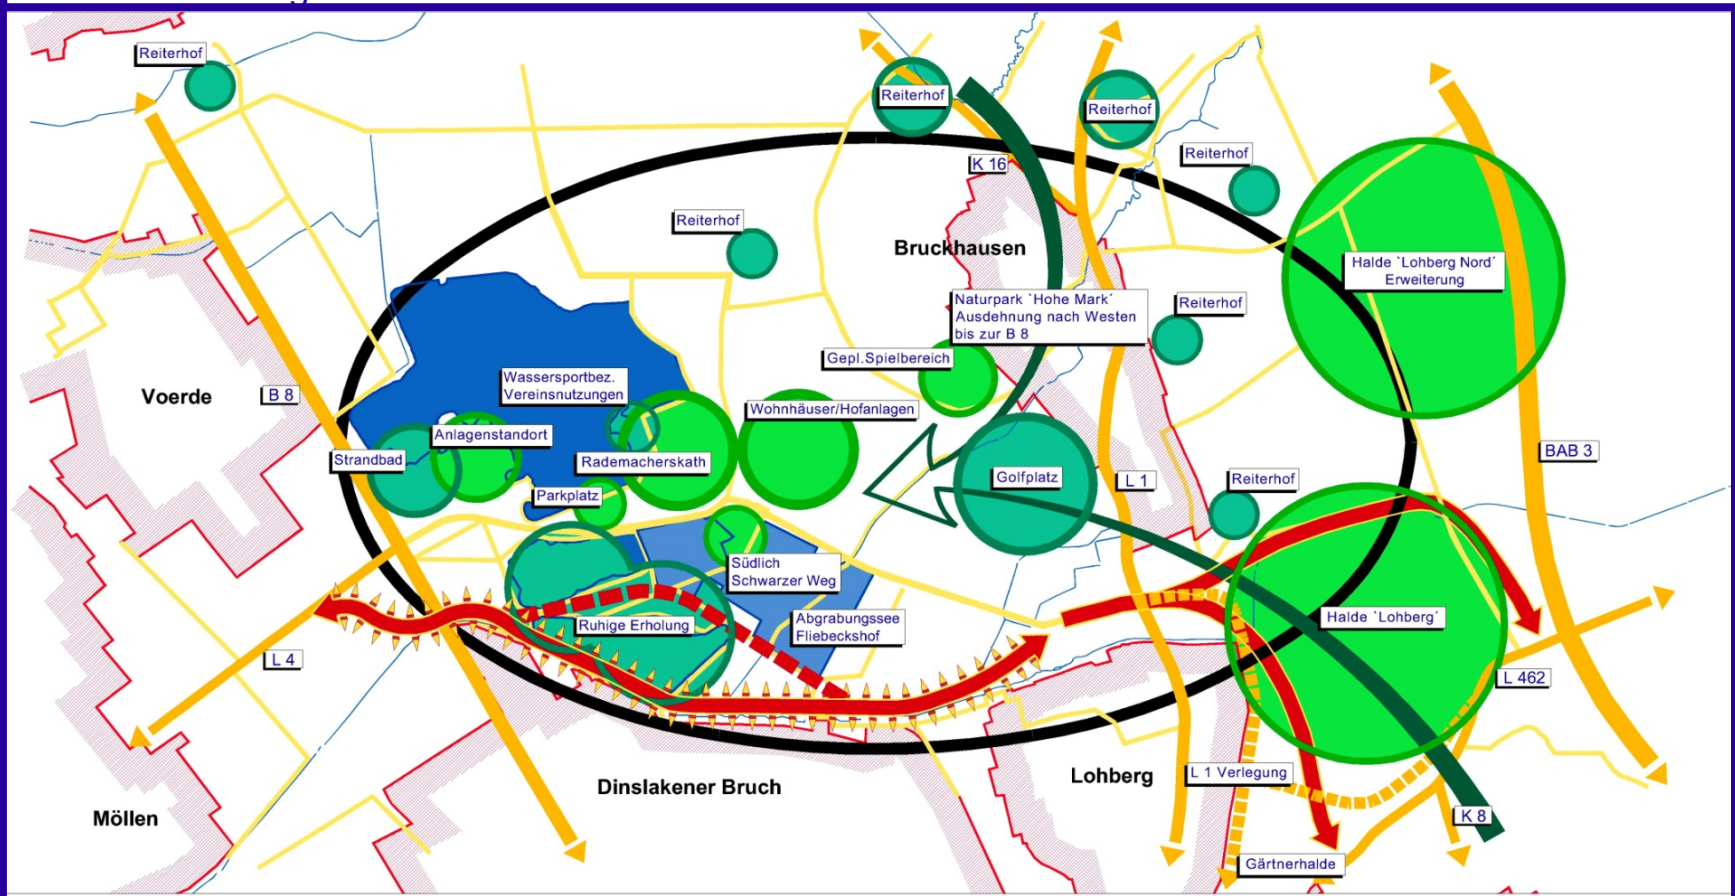 Reiterhof
Reiterhof
Reiterhof
K 16
Reiterhof
Reiterhof
Bruckhausen
Halde `Lohberg Nord´
Erweiterung
Naturpark `Hohe Mark´
Ausdehnung nach Westen
bis zur B 8
Reiterhof
Gepl.Spielbereich
Voerde
B 8
Wassersportbez.
Vereinsnutzungen
Wohnhäuser/Hofanlagen
Anlagenstandort
Strandbad
Rademacherskath
BAB 3
Golfplatz
L 1
Reiterhof
Parkplatz
Südlich
Schwarzer Weg
Ruhige Erholung
Abgrabungssee
Fliebeckshof
Halde `Lohberg´
L 4
L 462
Dinslakener Bruch
Lohberg
L 1 Verlegung
Möllen
K 8
Gärtnerhalde